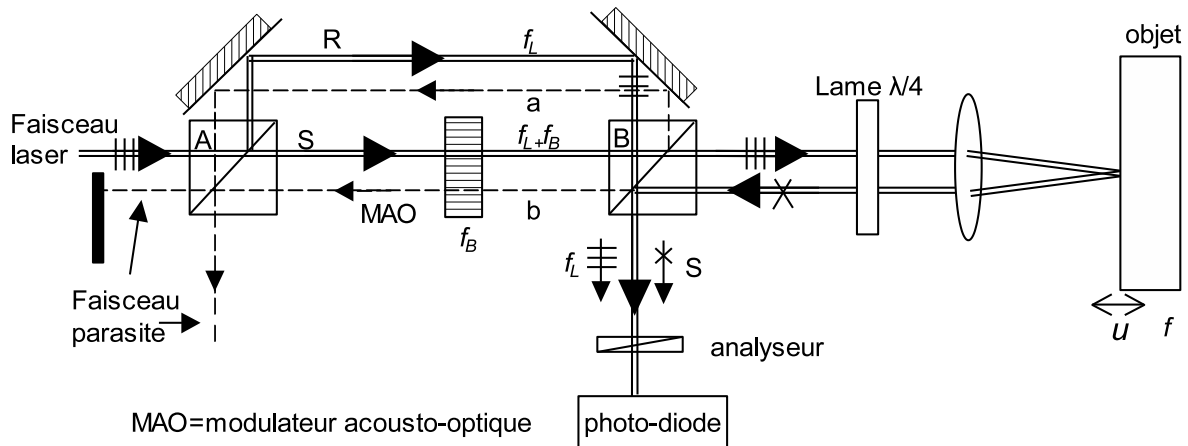 objet
R
f_L
Lame λ/4
a
Faisceau
laser
A
S
f_L+f_B
B
MAO
b
f_B
f_L
S
Faisceau
parasite
u
f
analyseur
MAO=modulateur acousto-optique
photo-diode